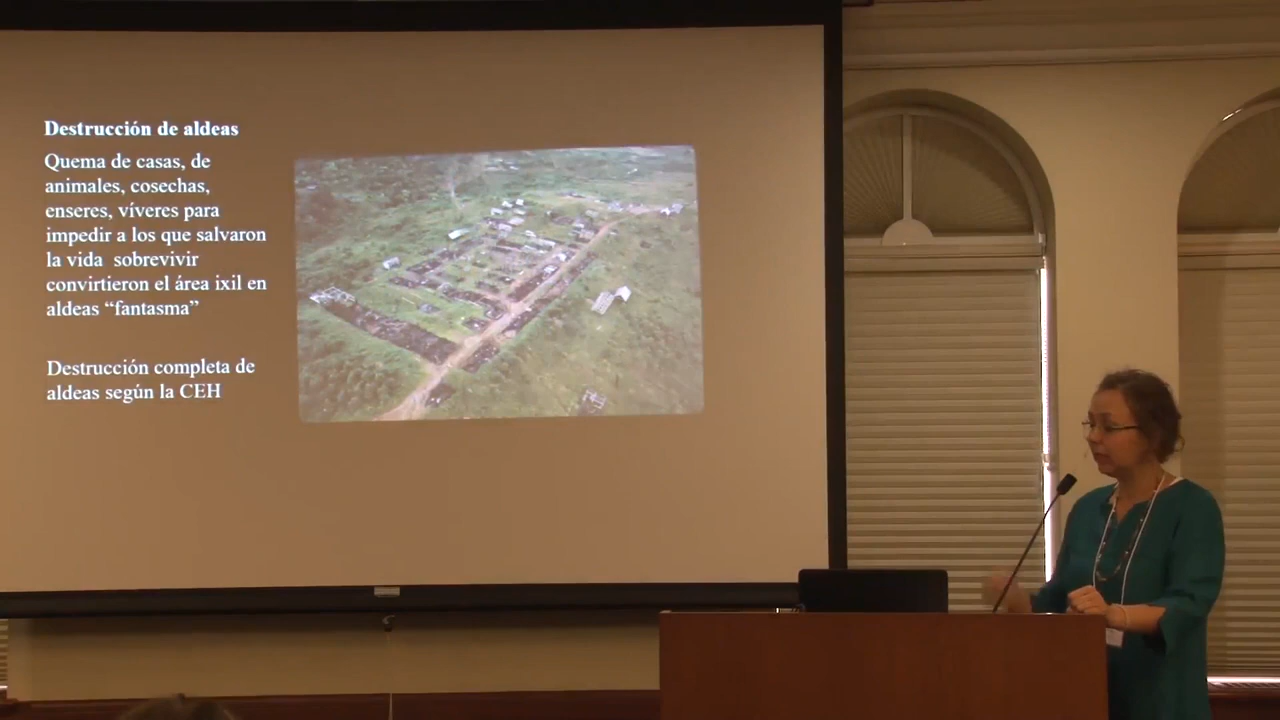 Destrucción de aldeas
Quema de casas, de
animales, cosechas,
enseres, víveres para
impedir a los que salvaron
la vida sobrevivir
convirtieron el área ixil en
aldeas “fantasma”
Destrucción completa de
aldeas según la CEH